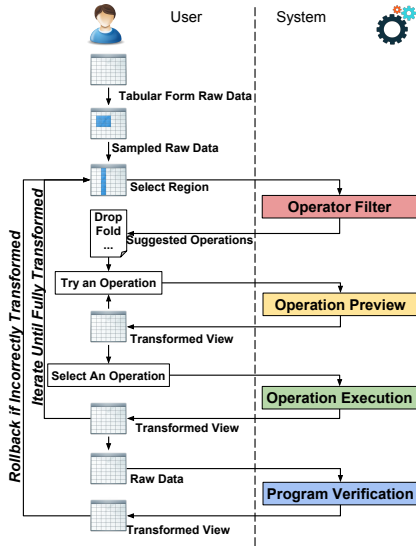 User
System
Tabular Form Raw Data
Sampled Raw Data
Select Region
Operator Filter
Drop
Fold
...
Suggested Operations
Try an Operation
Operation Preview
Transformed View
Select An Operation
Operation Execution
Transformed View
Raw Data
Program Verification
Transformed View
Rollback if Incorrectly Transformed
Iterate Until Fully Transformed